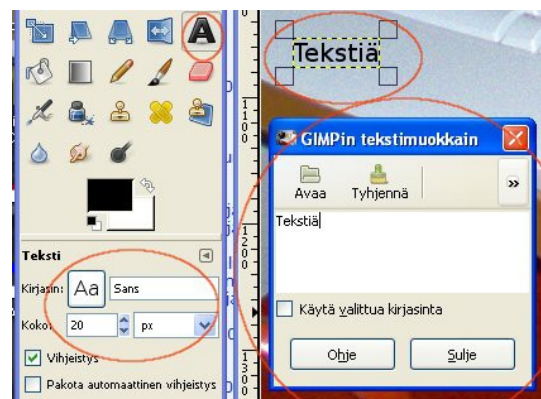 A
Tekstiä
GIMPin tekstimuokkain
Avaa
Tyhjennä
»
Tekstiä
Käytä valittua kirjasinta
Ohje
Sulje
Teksti
Kirjasin:
Aa
Sans
Koko:
20
px
Vihjeistys
Pakota automaattinen vihjeistys